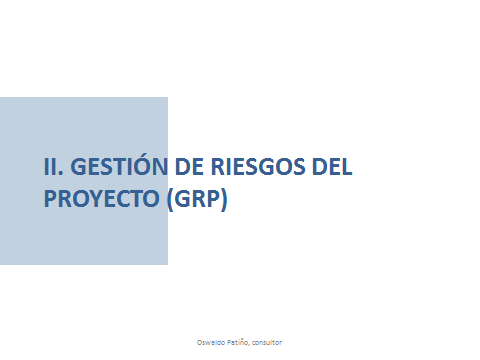 II. GESTIÓN DE RIESGOS DEL
PROYECTO (GRP)
Oswaldo Patiño, consultor